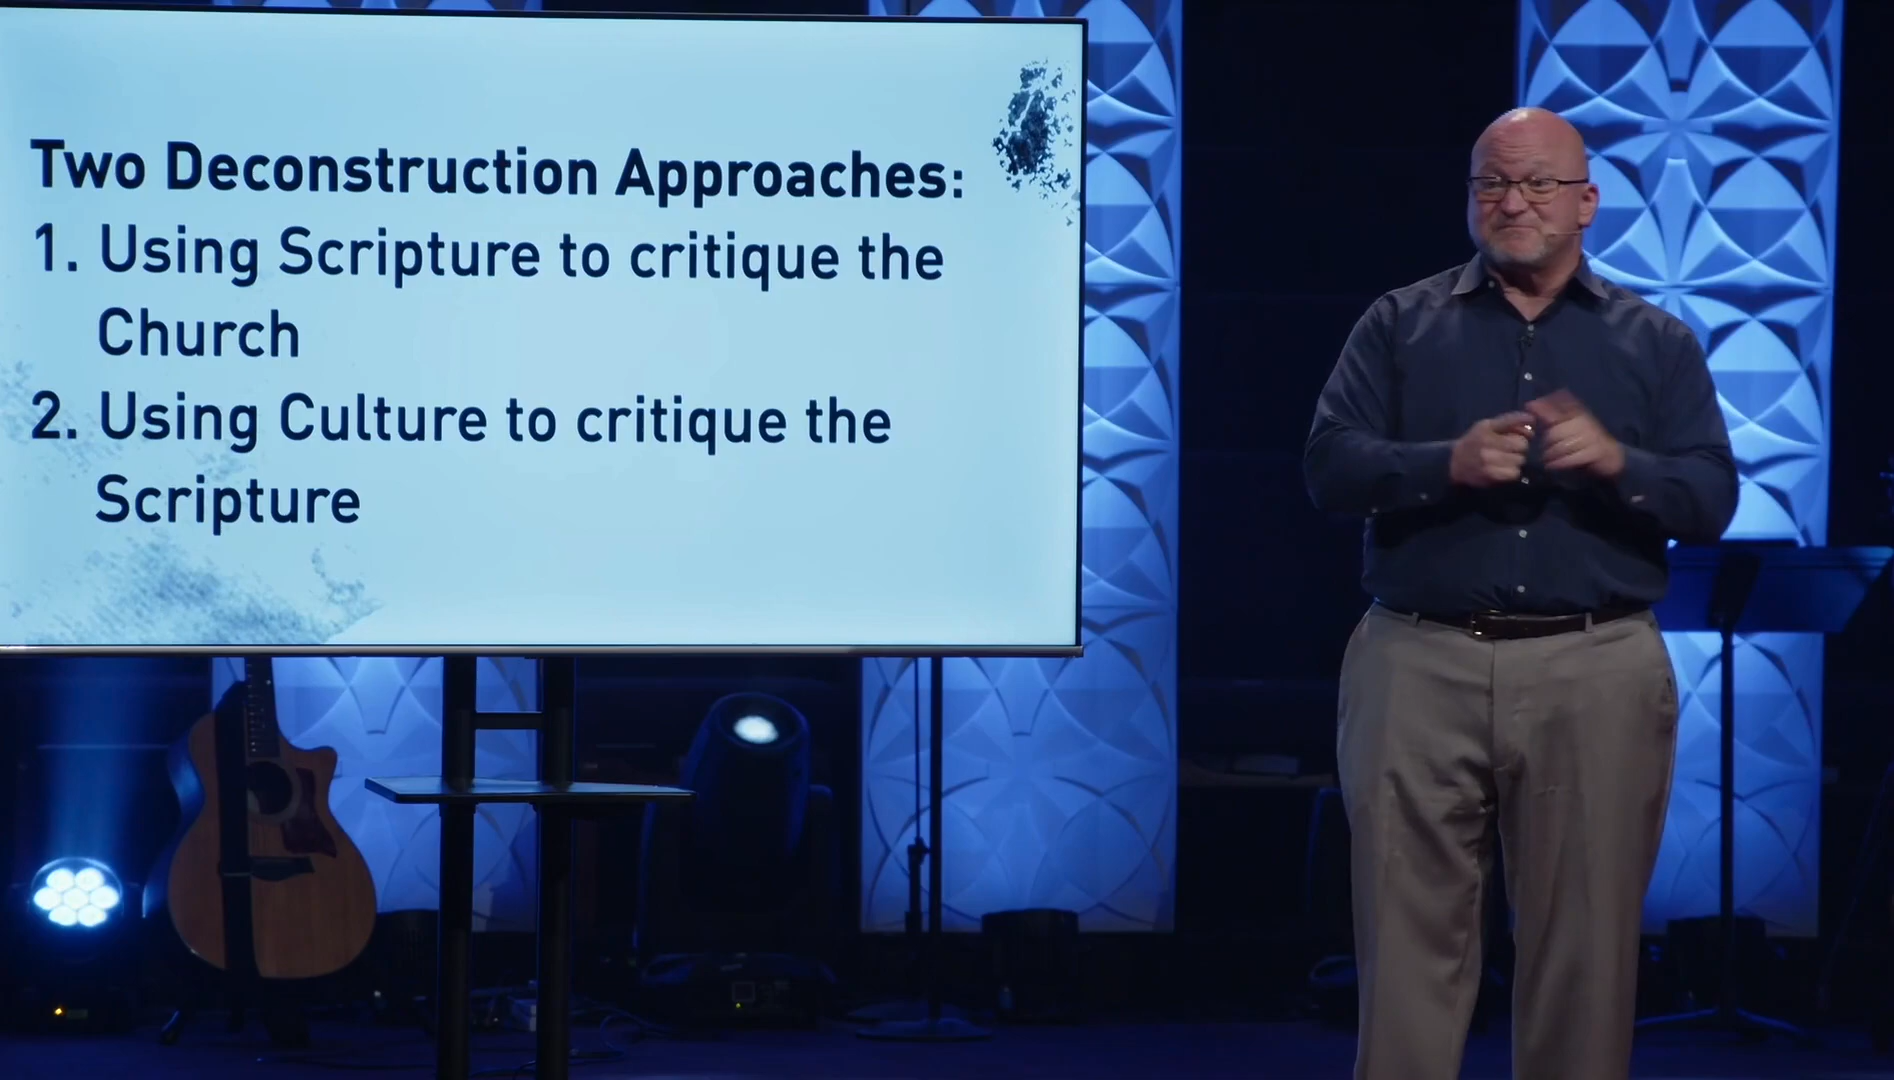 Two Deconstruction Approaches:
1. Using Scripture to critique the
Church
2. Using Culture to critique the
Scripture